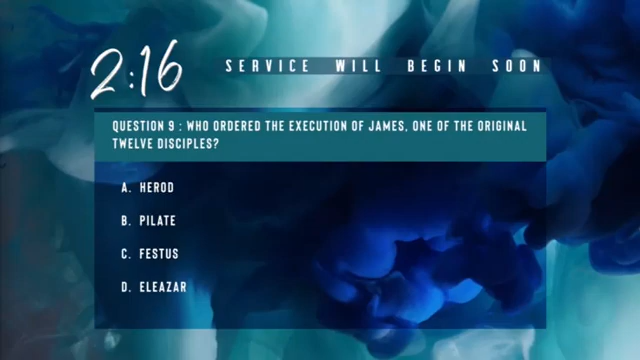 2:16
SERVICE WILL BEGIN SOON
QUESTION 9 : WHO ORDERED THE EXECUTION OF JAMES, ONE OF THE ORIGINAL
TWELVE DISCIPLES?
A. HEROD
B. PILATE
C. FESTUS
D. ELEAZAR